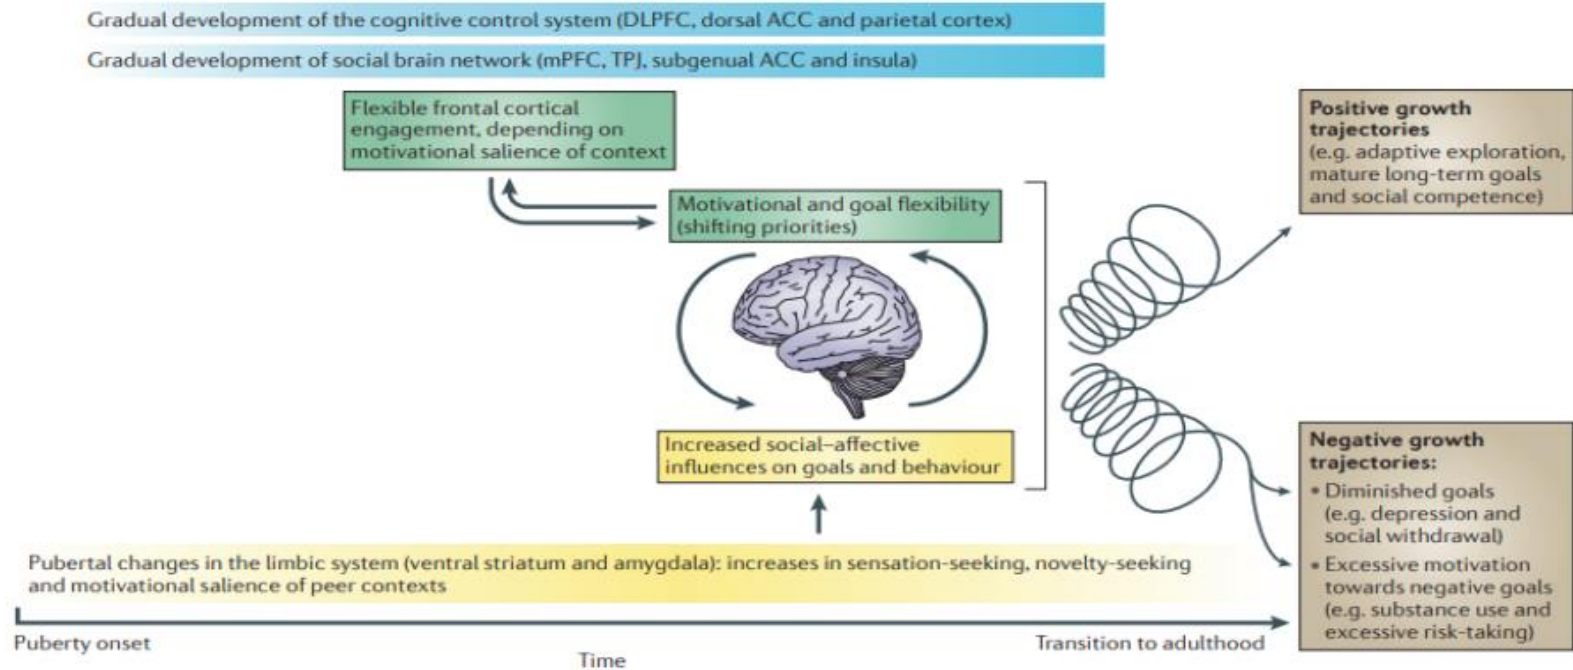 Gradual development of the cognitive control system (DLPFC, dorsal ACC and parietal cortex)
Gradual development of social brain network (mPFC, TPJ, subgenual ACC and insula)
Flexible frontal cortical
engagement, depending on
motivational salience of context
Motivational and goal flexibility
(shifting priorities)
Increased social–affective
influences on goals and behaviour
Positive growth
trajectories
(e.g. adaptive exploration,
mature long-term goals
and social competence)
Negative growth
trajectories:
• Diminished goals
(e.g. depression and
social withdrawal)
• Excessive motivation
towards negative goals
(e.g. substance use and
excessive risk-taking)
Pubertal changes in the limbic system (ventral striatum and amygdala): increases in sensation-seeking, novelty-seeking
and motivational salience of peer contexts
Puberty onset
Transition to adulthood
Time